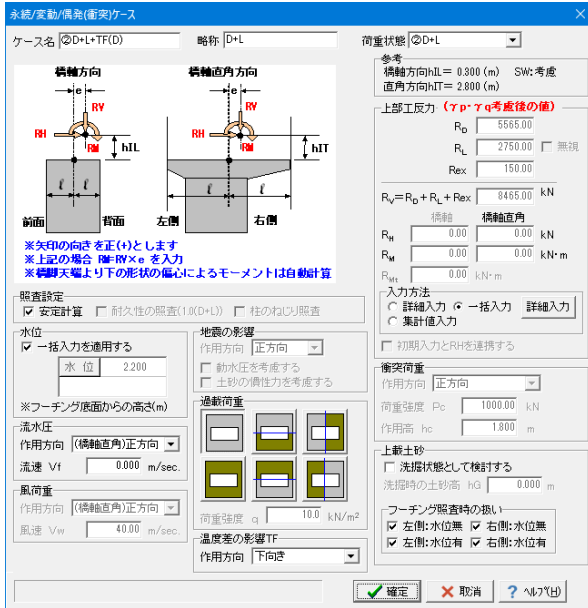 永続/変動/偶発(衝突)ケース
ケース名 ②D+L+TF(D) 略称 D+L 荷重状態 ②D+L
橋軸方向 橋軸直角方向
e RV RH RM hIL
e RV RH RM hIT
ℓ ℓ ℓ ℓ
前面 背面 左側 右側
※矢印の向きを正(+)とします
※上記の場合 RM=RV×e を入力
※橋脚天端より下の形状の偏心によるモーメントは自動計算
参考
橋軸方向hIL= 0.300 (m) SW:考慮
直角方向hIT= 2.800 (m)
上部工反力 (γp・γq考慮後の値)
RD 5565.00
RL 2750.00 無視
Rex 150.00
RV=RD+RL+Rex 8465.00 kN
橋軸 橋軸直角
RH 0.00 0.00 kN
RM 0.00 0.00 kN・m
RMt 0.00 kN・m
入力方法
詳細入力 一括入力 詳細入力
集計値入力
初期入力とRHを連携する
照査設定
安定計算 耐久性の照査(1.0(D+L)) 柱のねじり照査
水位
一括入力を適用する
水 位 2.200
※フーチング底面からの高さ(m)
流水圧
作用方向 (橋軸直角)正方向
流速 Vf 0.000 m/sec.
風荷重
作用方向 (橋軸直角)正方向
風速 Vw 40.00 m/sec.
地震の影響
作用方向 正方向
動水圧を考慮する
土砂の慣性力を考慮する
過載荷重
荷重強度 q 10.0 kN/m²
温度差の影響TF
作用方向 下向き
衝突荷重
作用方向 正方向
荷重強度 Pc 1000.00 kN
作用高 hc 1.800 m
上載土砂
洗掘状態として検討する
洗掘時の土砂高 hG 0.000 m
フーチング照査時の扱い
左側:水位無 右側:水位無
左側:水位有 右側:水位有
確定 取消 ? ヘルプ(H)